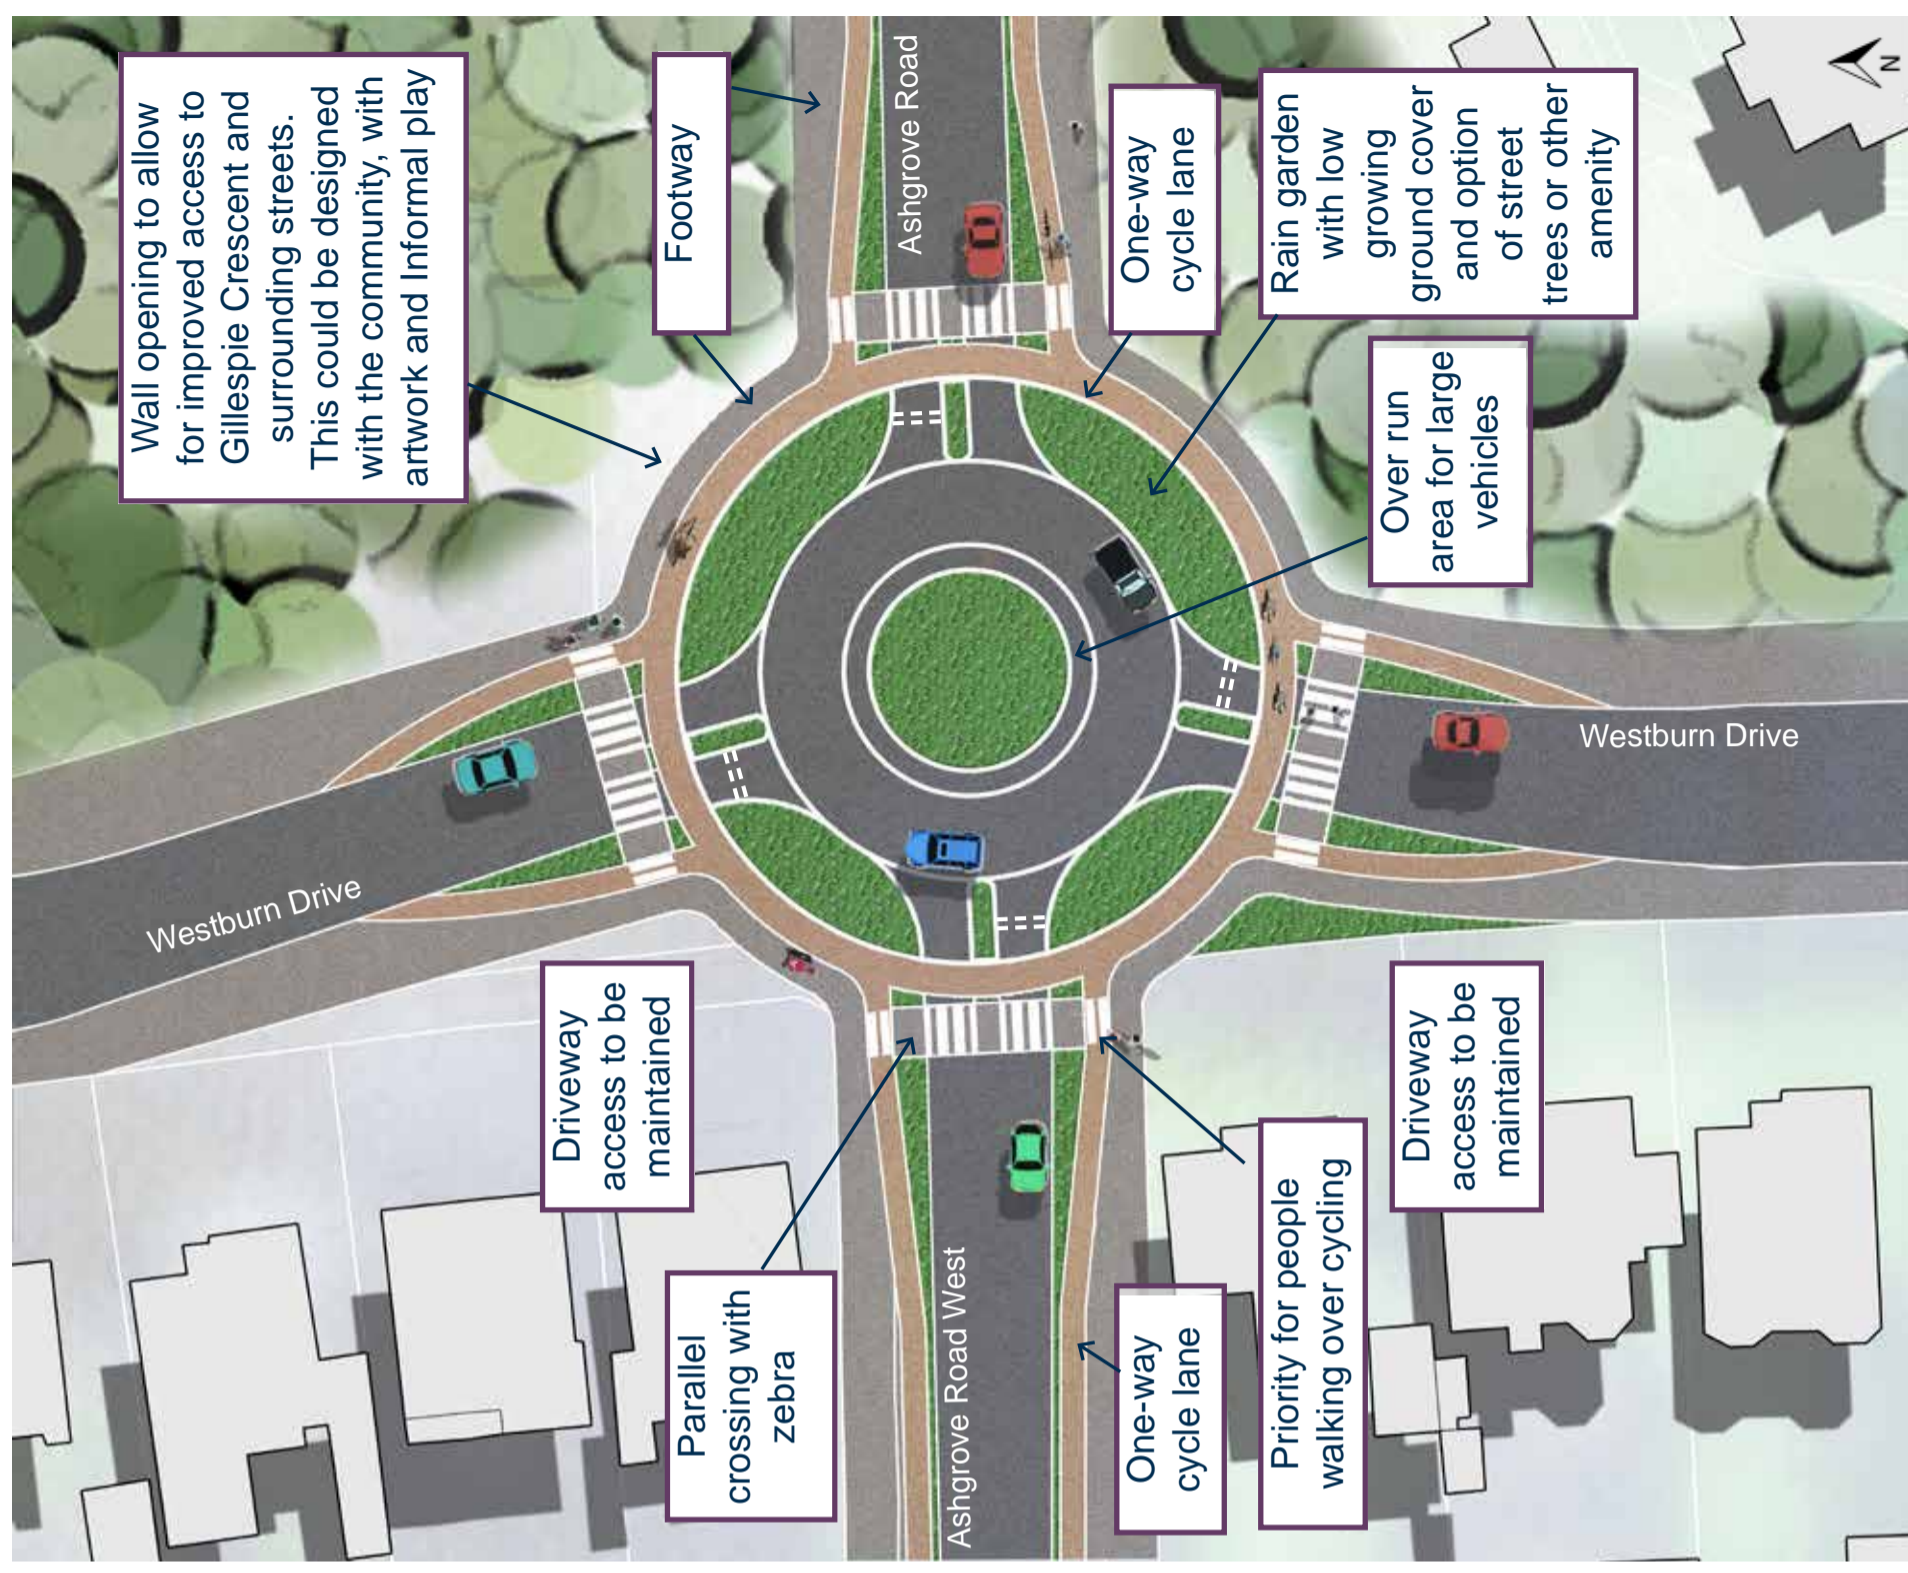 Wall opening to allow
for improved access to
Gillespie Crescent and
surrounding streets.
This could be designed
with the community, with
artwork and Informal play
Footway
Ashgrove Road
One-way
cycle lane
Rain garden
with low
growing
ground cover
and option
of street
trees or other
amenity
Over run
area for large
vehicles
N
Westburn Drive
Westburn Drive
Driveway
access to be
maintained
Driveway
access to be
maintained
Parallel
crossing with
zebra
Ashgrove Road West
One-way
cycle lane
Priority for people
walking over cycling